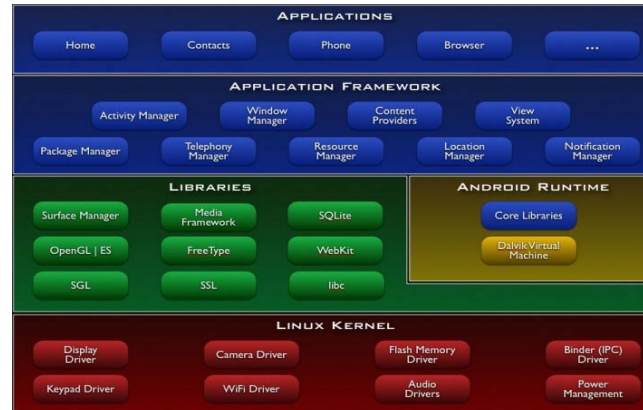 APPLICATIONS
Home Contacts Phone Browser ...
APPLICATION FRAMEWORK
Activity Manager Window Manager Content Providers View System
Package Manager Telephony Manager Resource Manager Location Manager Notification Manager
LIBRARIES
Surface Manager Media Framework SQLite
OpenGL | ES FreeType WebKit
SGL SSL libc
ANDROID RUNTIME
Core Libraries
Dalvik Virtual Machine
LINUX KERNEL
Display Driver Camera Driver Flash Memory Driver Binder (IPC) Driver
Keypad Driver WiFi Driver Audio Drivers Power Management